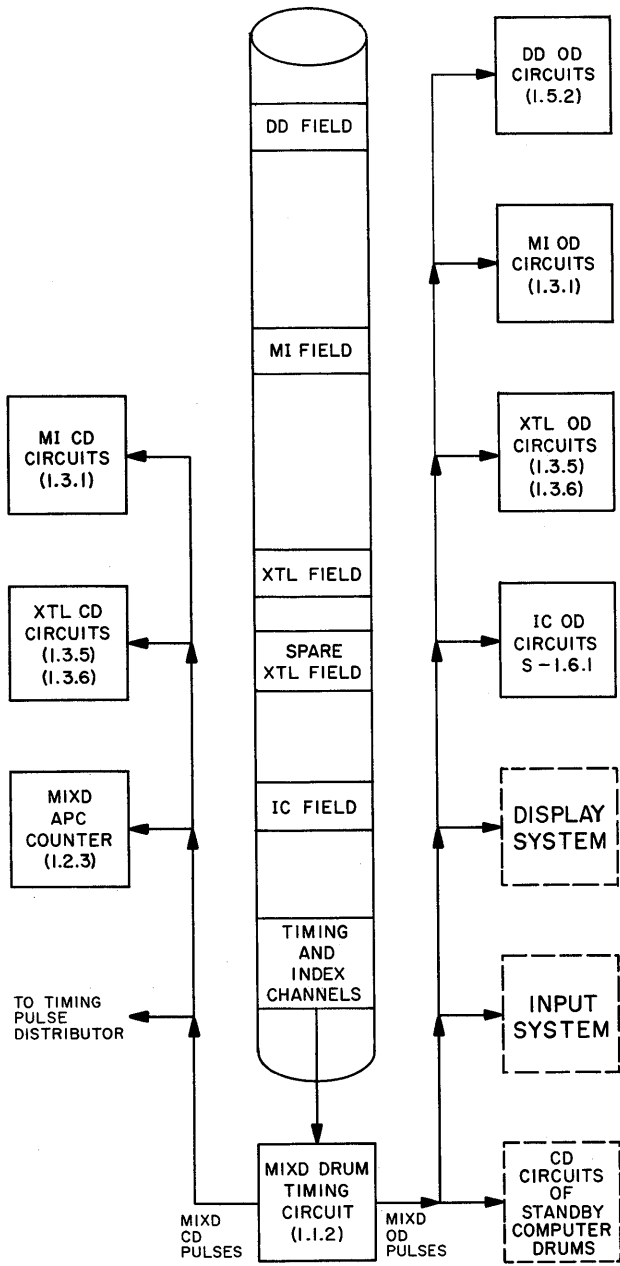 DD FIELD
MI FIELD
XTL FIELD
SPARE
XTL FIELD
IC FIELD
TIMING
AND
INDEX
CHANNELS
MI CD
CIRCUITS
(1.3.1)
XTL CD
CIRCUITS
(1.3.5)
(1.3.6)
MIXD
APC
COUNTER
(1.2.3)
TO TIMING
PULSE
DISTRIBUTOR
MIXD
CD
PULSES
MIXD DRUM
TIMING
CIRCUIT
(1.1.2)
MIXD
OD
PULSES
DD OD
CIRCUITS
(1.5.2)
MI OD
CIRCUITS
(1.3.1)
XTL OD
CIRCUITS
(1.3.5)
(1.3.6)
IC OD
CIRCUITS
S-1.6.1
DISPLAY
SYSTEM
INPUT
SYSTEM
CD
CIRCUITS
OF
STANDBY
COMPUTER
DRUMS